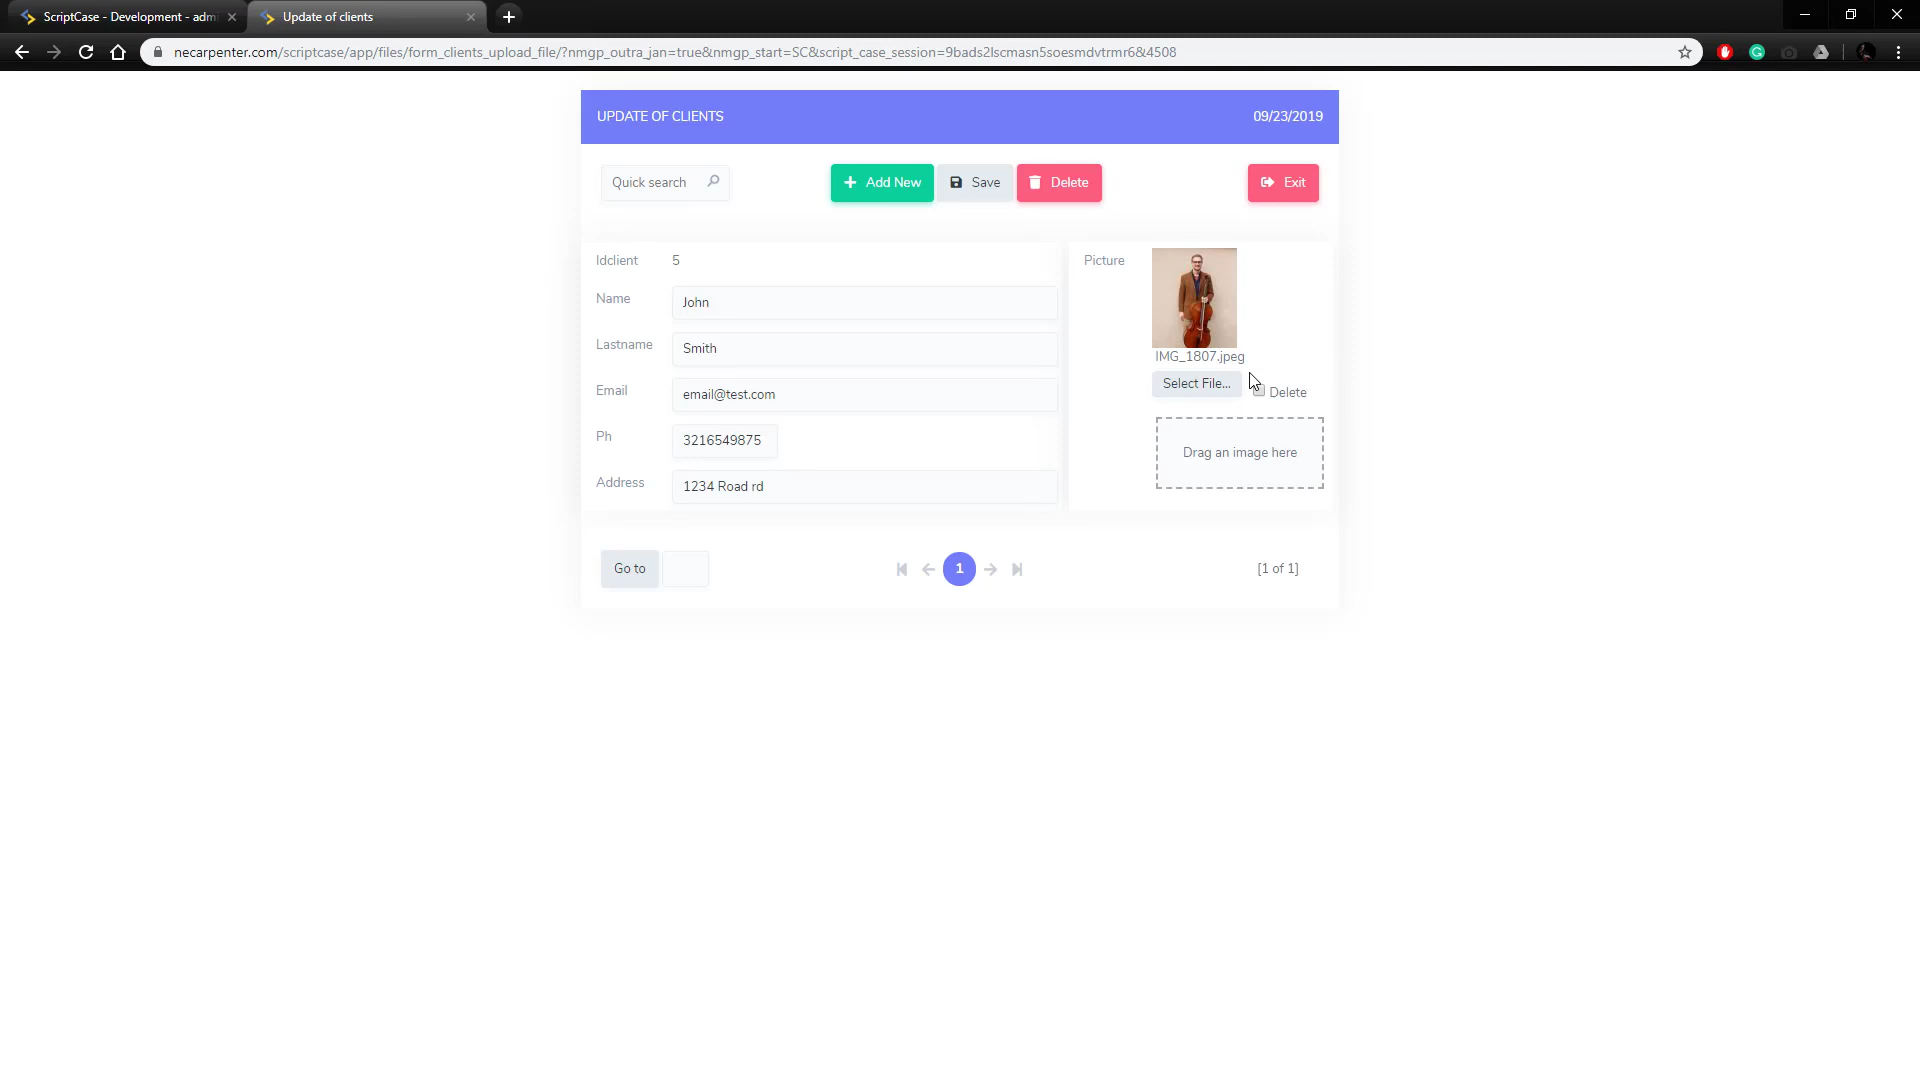 ScriptCase - Development - adm
Update of clients
necarpenter.com/scriptcase/app/files/form_clients_upload_file/?nmgp_outra_jan=true&nmgp_start=SC&script_case_session=9bads2lscmasn5soesmdvtrmr6&4508
UPDATE OF CLIENTS
09/23/2019
Quick search
Add New
Save
Delete
Exit
Idclient
5
Name
John
Lastname
Smith
Email
email@test.com
Ph
3216549875
Address
1234 Road rd
Picture
IMG_1807.jpeg
Select File...
Delete
Drag an image here
Go to
1
[1 of 1]